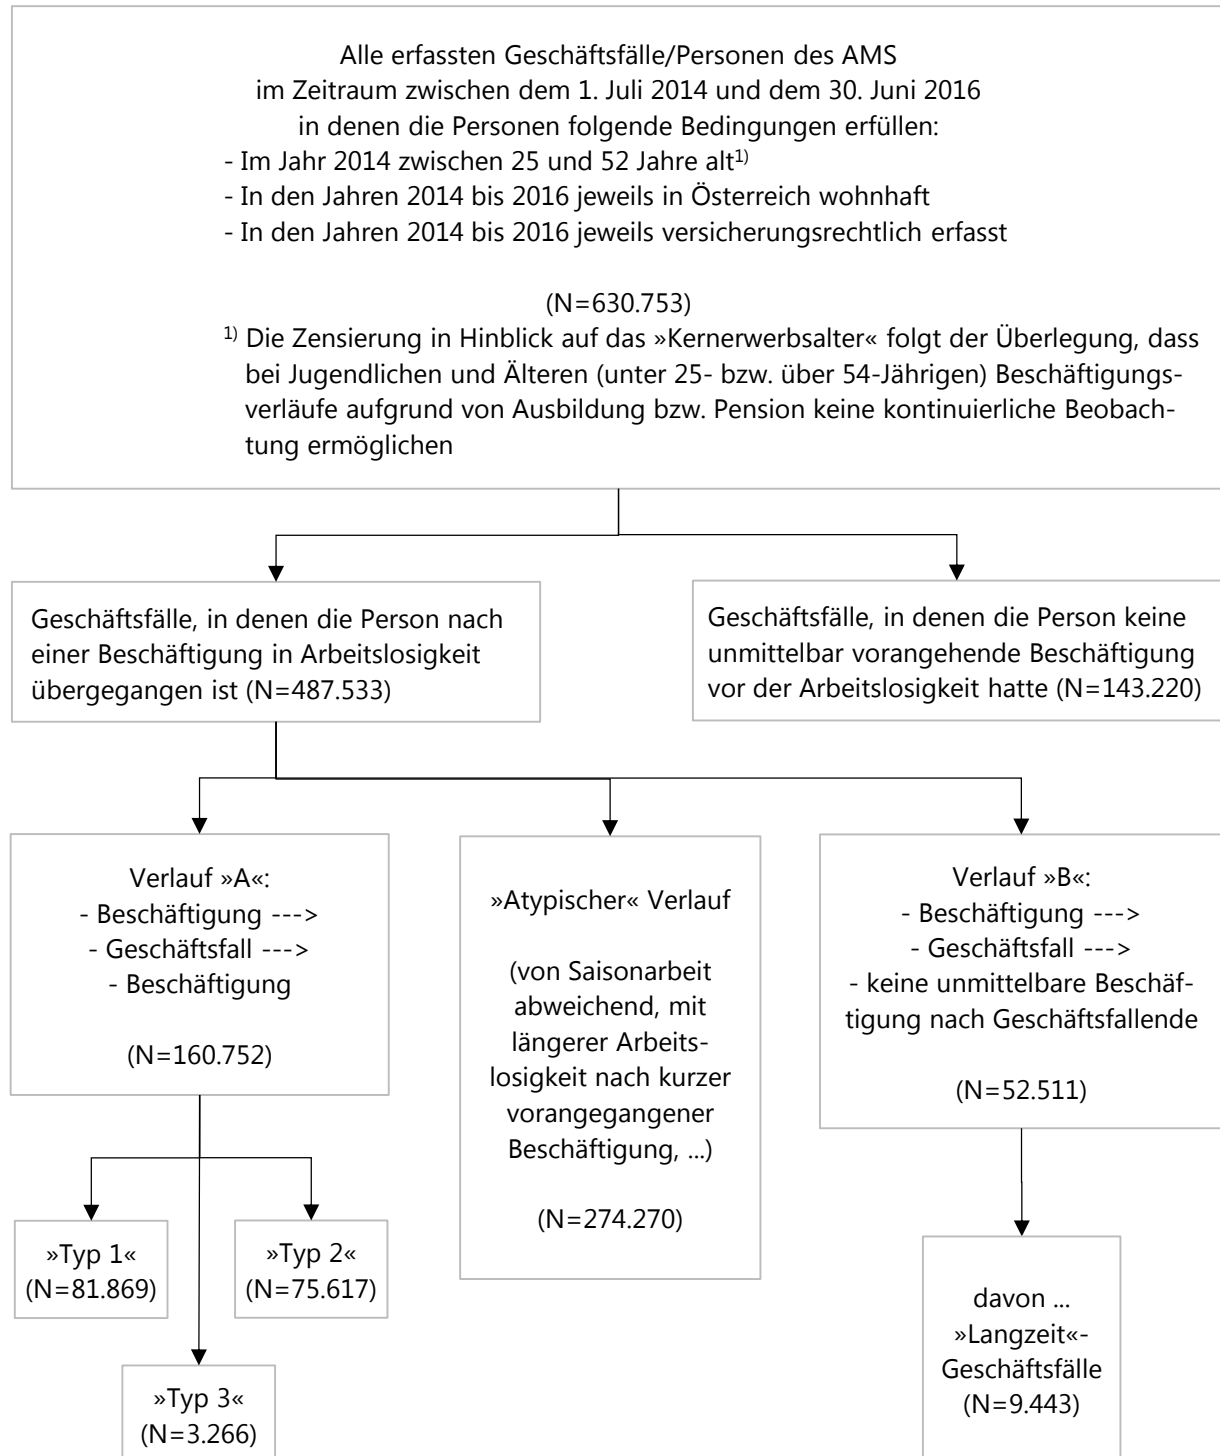 Alle erfassten Geschäftsfälle/Personen des AMS
im Zeitraum zwischen dem 1. Juli 2014 und dem 30. Juni 2016
in denen die Personen folgende Bedingungen erfüllen:
- Im Jahr 2014 zwischen 25 und 52 Jahre alt1)
- In den Jahren 2014 bis 2016 jeweils in Österreich wohnhaft
- In den Jahren 2014 bis 2016 jeweils versicherungsrechtlich erfasst
(N=630.753)
1) Die Zensierung in Hinblick auf das »Kernerwerbsalter« folgt der Überlegung, dass
bei Jugendlichen und Älteren (unter 25- bzw. über 54-Jährigen) Beschäftigungs-
verläufe aufgrund von Ausbildung bzw. Pension keine kontinuierliche Beobach-
tung ermöglichen
Geschäftsfälle, in denen die Person nach
einer Beschäftigung in Arbeitslosigkeit
übergegangen ist (N=487.533)
Geschäftsfälle, in denen die Person keine
unmittelbar vorangehende Beschäftigung
vor der Arbeitslosigkeit hatte (N=143.220)
Verlauf »A«:
- Beschäftigung --->
- Geschäftsfall --->
- Beschäftigung
(N=160.752)
»Atypischer« Verlauf
(von Saisonarbeit
abweichend, mit
längerer Arbeits-
losigkeit nach kurzer
vorangegangener
Beschäftigung, ...)
(N=274.270)
Verlauf »B«:
- Beschäftigung --->
- Geschäftsfall --->
- keine unmittelbare Beschäf-
tigung nach Geschäftsfallende
(N=52.511)
»Typ 1«
(N=81.869)
»Typ 2«
(N=75.617)
»Typ 3«
(N=3.266)
davon ...
»Langzeit«-
Geschäftsfälle
(N=9.443)